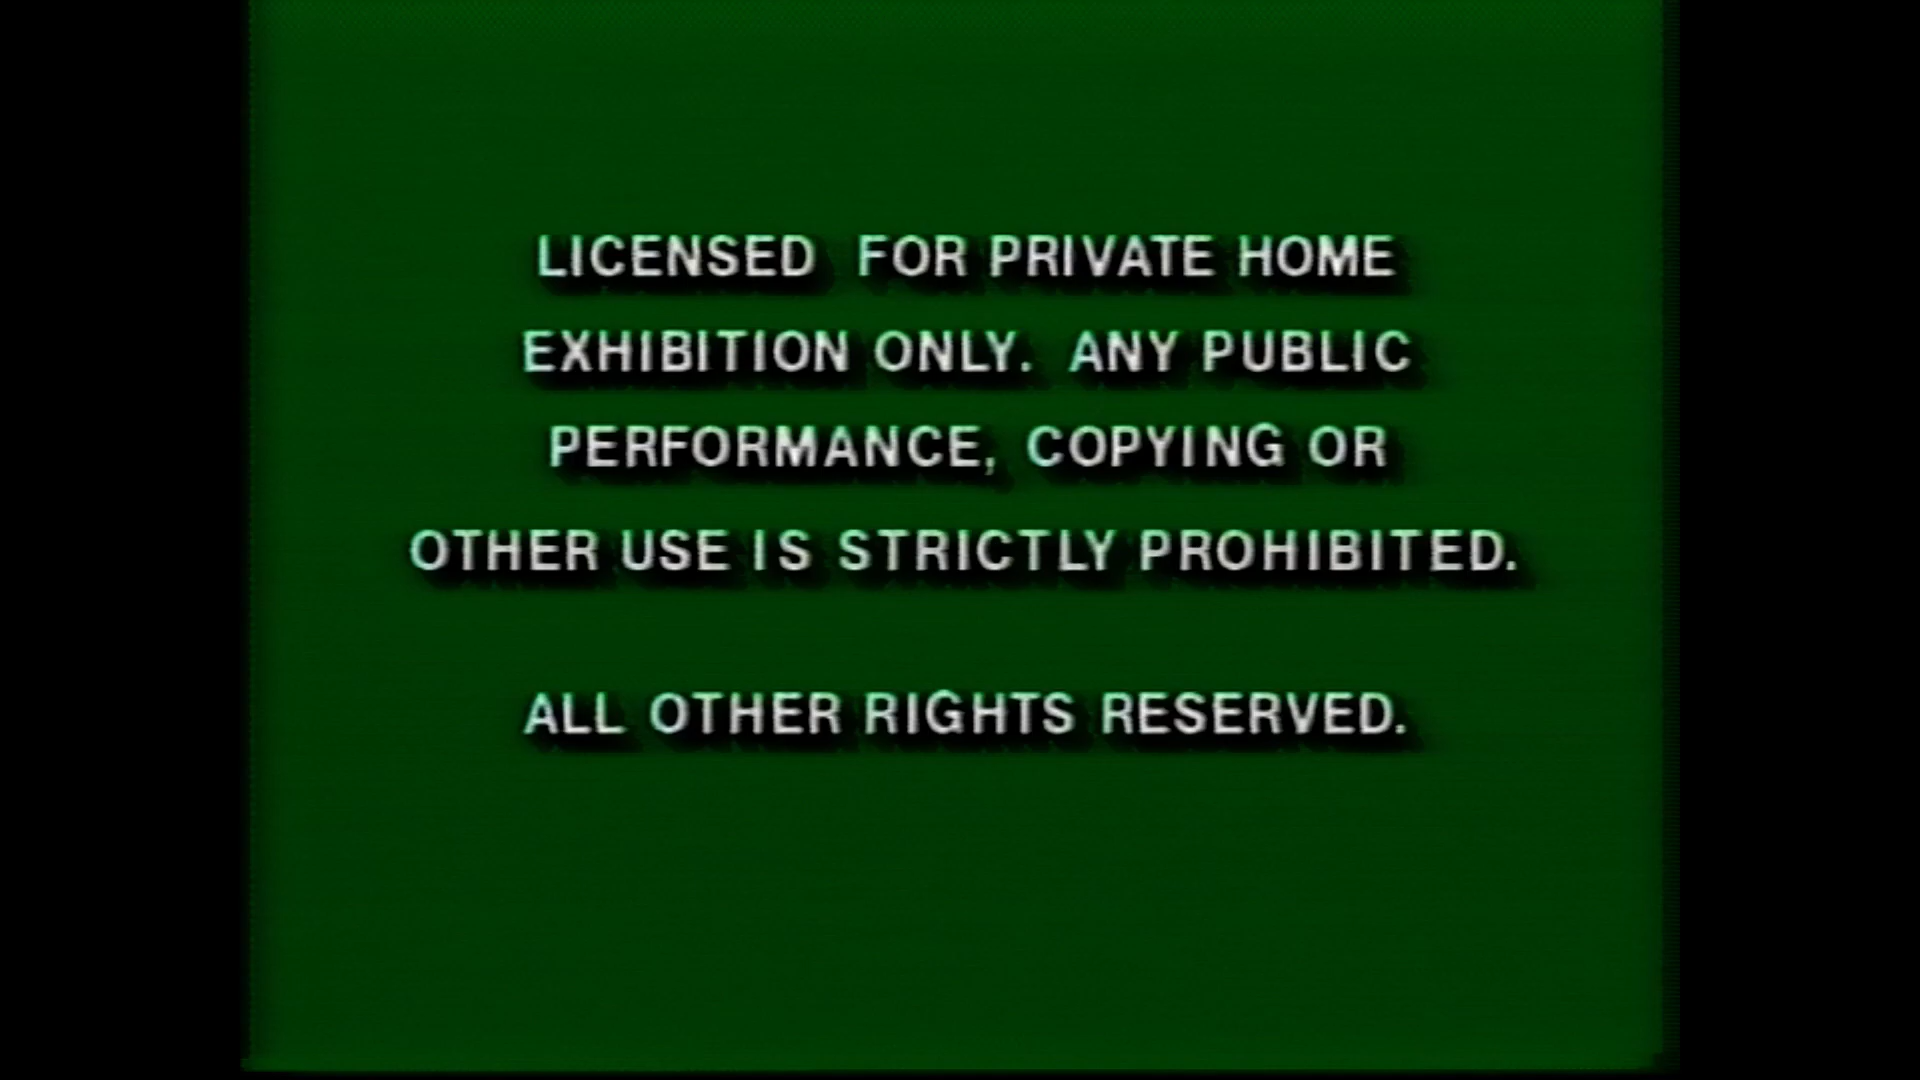 LICENSED FOR PRIVATE HOME
EXHIBITION ONLY. ANY PUBLIC
PERFORMANCE, COPYING OR
OTHER USE IS STRICTLY PROHIBITED.
ALL OTHER RIGHTS RESERVED.